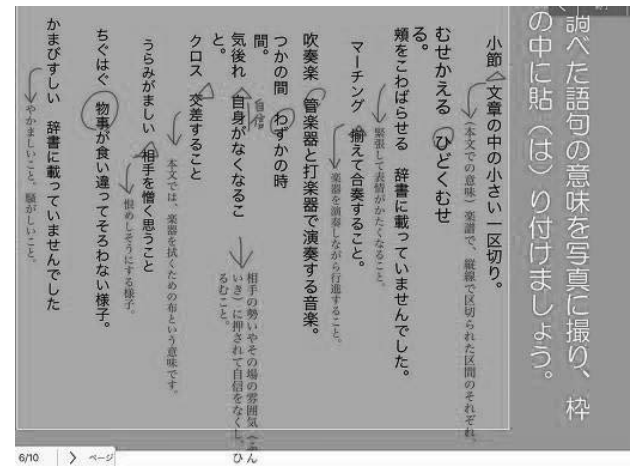 調べた語句の意味を写真に撮り、枠
の中に貼(は)り付けましょう。
小節 文章の中の小さい一区切り。
(本文での意味)楽譜で、縦線で区切られた区間のそれぞれ。
むせかえる ひどくむせ
る。
頬をこわばらせる 辞書に載っていませんでした。
緊張して表情がかたくなること。
マーチング 揃えて合奏すること。
楽器を演奏しながら行進すること。
吹奏楽 管楽器と打楽器で演奏する音楽。
つかの間 わずかの時
間。
気後れ 自身がなくなるこ
と。
自信
相手の勢いやその場の雰囲気(ふん
いき)に押されて自信をなくし、ひ
るむこと。
クロス 交差すること
本文では、楽器を拭くための布という意味です。
うらみがましい 相手を憎く思うこと
恨めしそうにする様子。
ちぐはぐ 物事が食い違ってそろわない様子。
かまびすしい 辞書に載っていませんでした
やかましいこと。騒がしいこと。
6/10 ページ